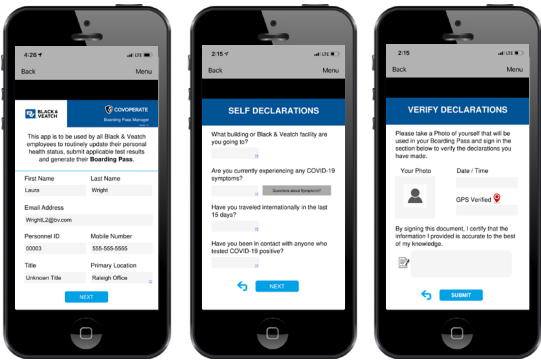 4:26
LTE
Back
Menu
BLACK &
VEATCH
COVOPERATE
Boarding Pass Manager
This app is to be used by all Black & Veatch
employees to routinely update their personal
health status, submit applicable test results
and generate their Boarding Pass.
First Name
Last Name
Laura
Wright
Email Address
WrightL2@bv.com
Personnel ID
Mobile Number
00003
555-555-5555
Title
Primary Location
Unknown Title
Raleigh Office
NEXT
2:15
LTE
Back
Menu
SELF DECLARATIONS
What building or Black & Veatch facility are
you going to?
Are you currently experiencing any COVID-19
symptoms?
Questions about Symptoms?
Have you traveled internationally in the last
15 days?
Have you been in contact with anyone who
tested COVID-19 positive?
NEXT
2:15
LTE
Back
Menu
VERIFY DECLARATIONS
Please take a Photo of yourself that will be
used in your Boarding Pass and sign in the
section below to verify the declarations you
have made.
Your Photo
Date / Time
GPS Verified
By signing this document, I certify that the
information I provided is accurate to the best
of my knowledge.
SUBMIT